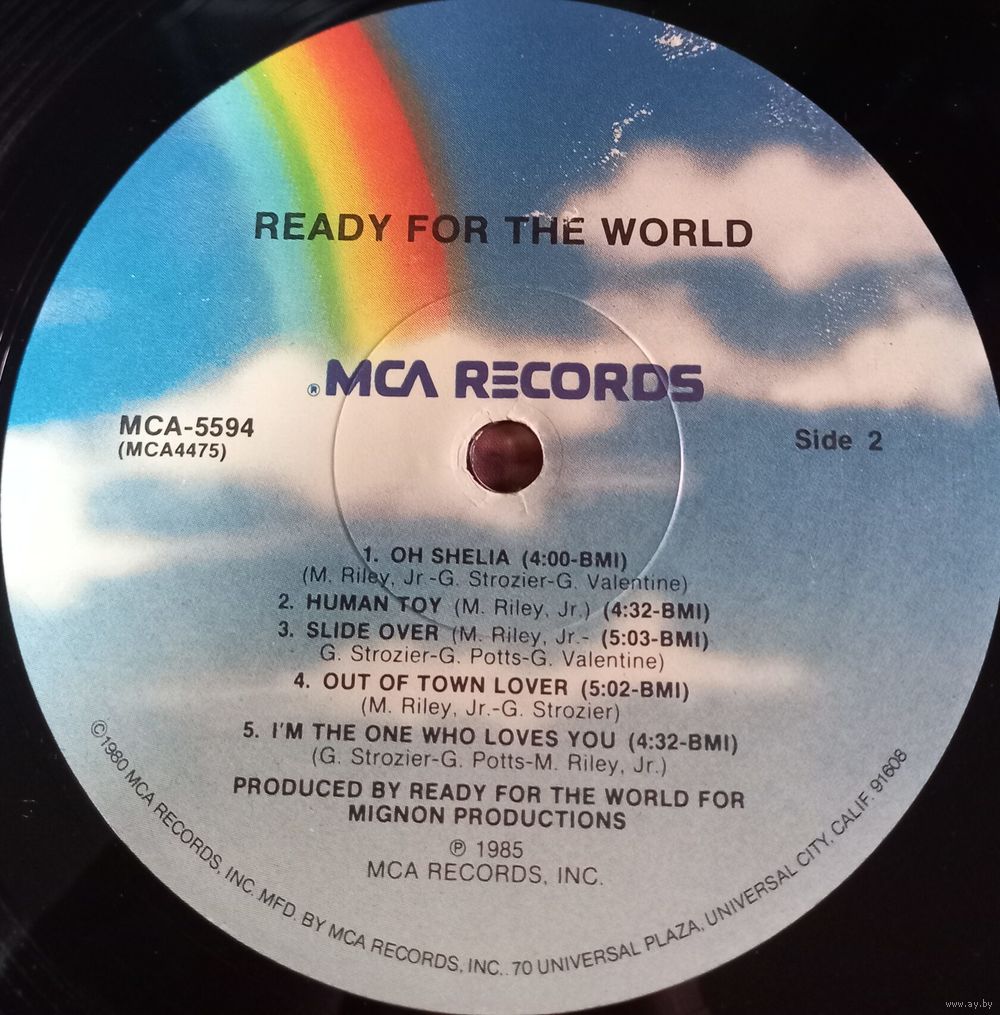 READY FOR THE WORLD
® MCA RECORDS
MCA-5594
(MCA4475)
Side 2
1. OH SHELIA (4:00-BMI)
(M. Riley, Jr.-G. Strozier-G. Valentine)
2. HUMAN TOY (M. Riley, Jr.) (4:32-BMI)
3. SLIDE OVER (M. Riley, Jr.- (5:03-BMI)
G. Strozier-G. Potts-G. Valentine)
4. OUT OF TOWN LOVER (5:02-BMI)
(M. Riley, Jr.-G. Strozier)
5. I'M THE ONE WHO LOVES YOU (4:32-BMI)
(G. Strozier-G. Potts-M. Riley, Jr.)
PRODUCED BY READY FOR THE WORLD FOR
MIGNON PRODUCTIONS
℗ 1985
MCA RECORDS, INC.
©1980 MCA RECORDS, INC. MFD. BY MCA RECORDS, INC., 70 UNIVERSAL PLAZA, UNIVERSAL CITY, CALIF. 91608
www.ay.by